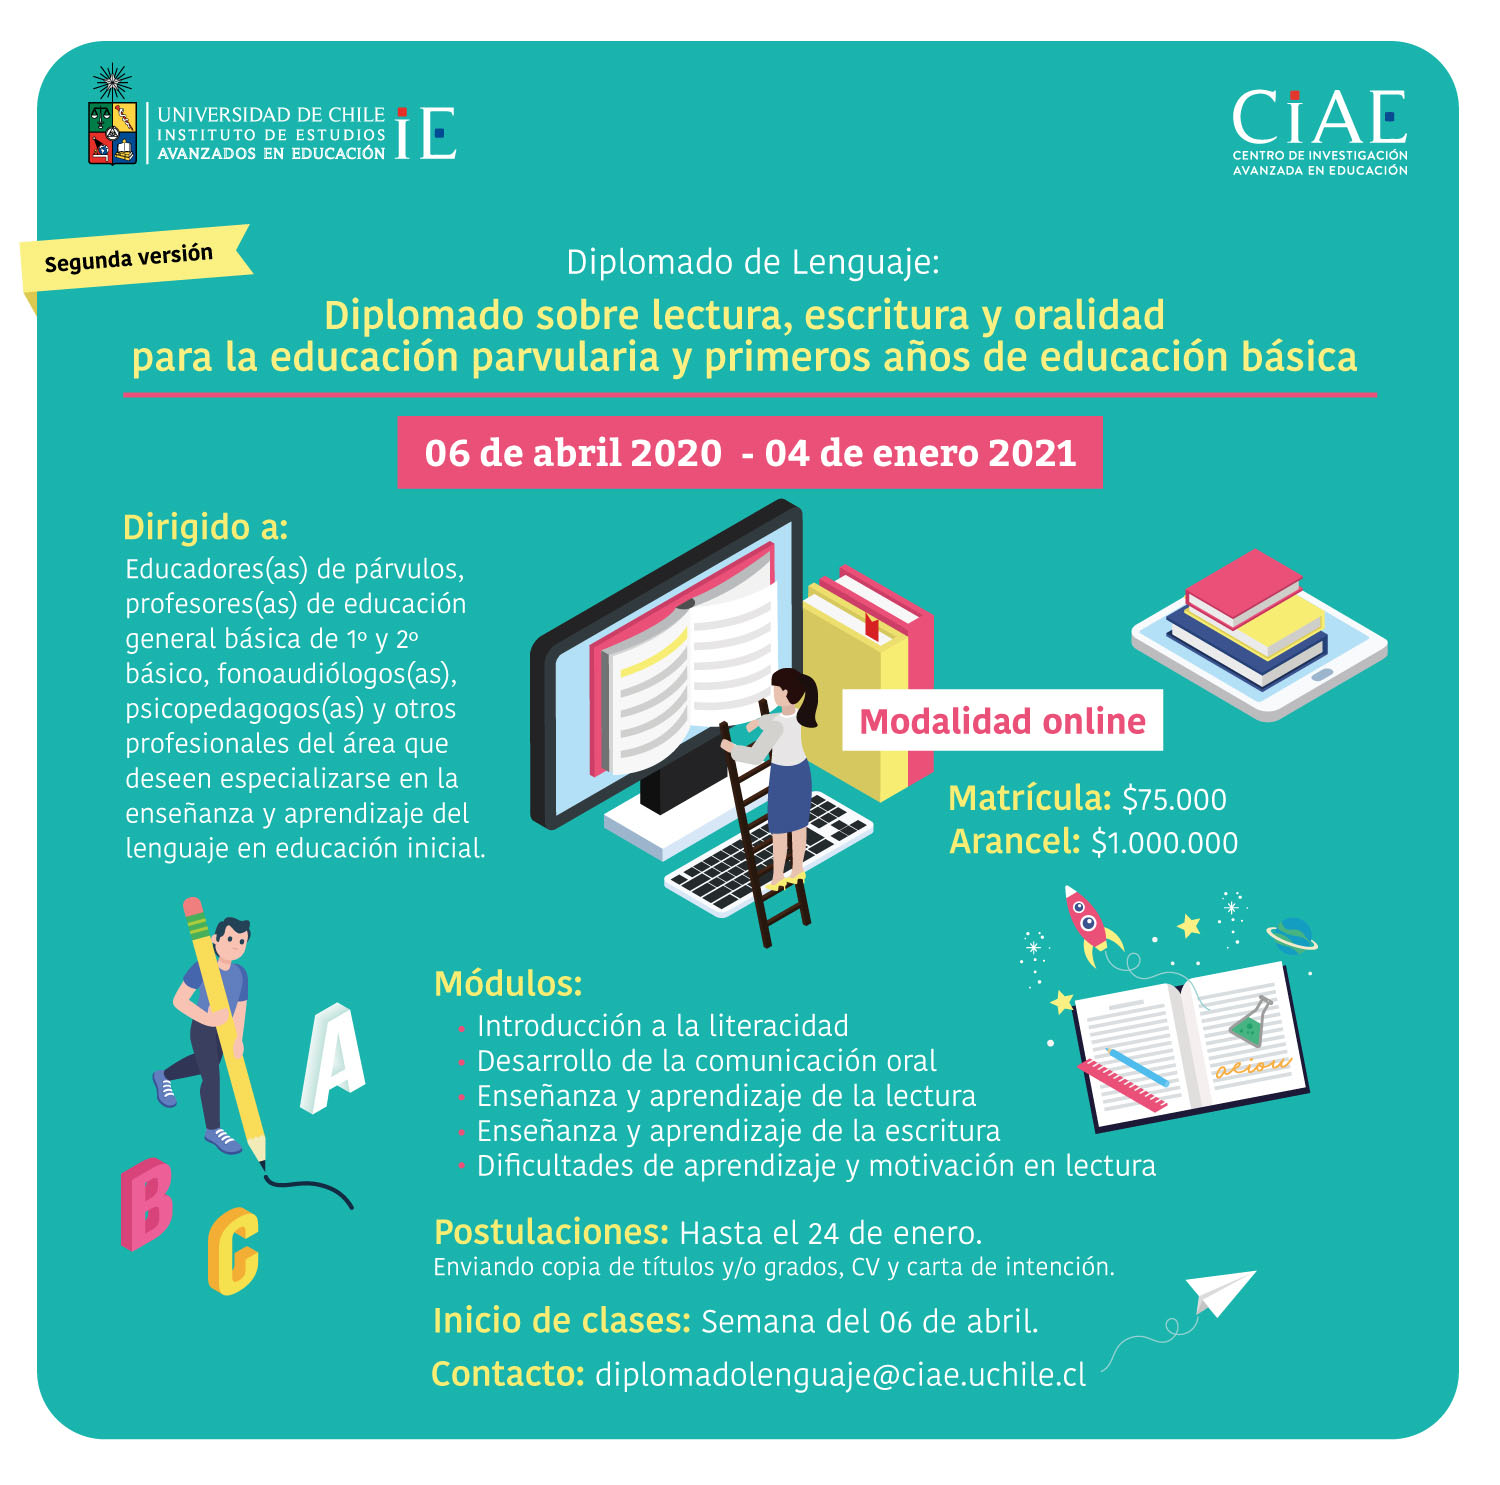 UNIVERSIDAD DE CHILE
INSTITUTO DE ESTUDIOS
AVANZADOS EN EDUCACIÓN
iE
CiAE
CENTRO DE INVESTIGACIÓN
AVANZADA EN EDUCACIÓN
Segunda versión
Diplomado de Lenguaje:
Diplomado sobre lectura, escritura y oralidad
para la educación parvularia y primeros años de educación básica
06 de abril 2020 - 04 de enero 2021
Dirigido a:
Educadores(as) de párvulos,
profesores(as) de educación
general básica de 1º y 2º
básico, fonoaudiólogos(as),
psicopedagogos(as) y otros
profesionales del área que
deseen especializarse en la
enseñanza y aprendizaje del
lenguaje en educación inicial.
Modalidad online
Matrícula: $75.000
Arancel: $1.000.000
A
B
C
aeiou
Módulos:
• Introducción a la literacidad
• Desarrollo de la comunicación oral
• Enseñanza y aprendizaje de la lectura
• Enseñanza y aprendizaje de la escritura
• Dificultades de aprendizaje y motivación en lectura
Postulaciones: Hasta el 24 de enero.
Enviando copia de títulos y/o grados, CV y carta de intención.
Inicio de clases: Semana del 06 de abril.
Contacto: diplomadolenguaje@ciae.uchile.cl